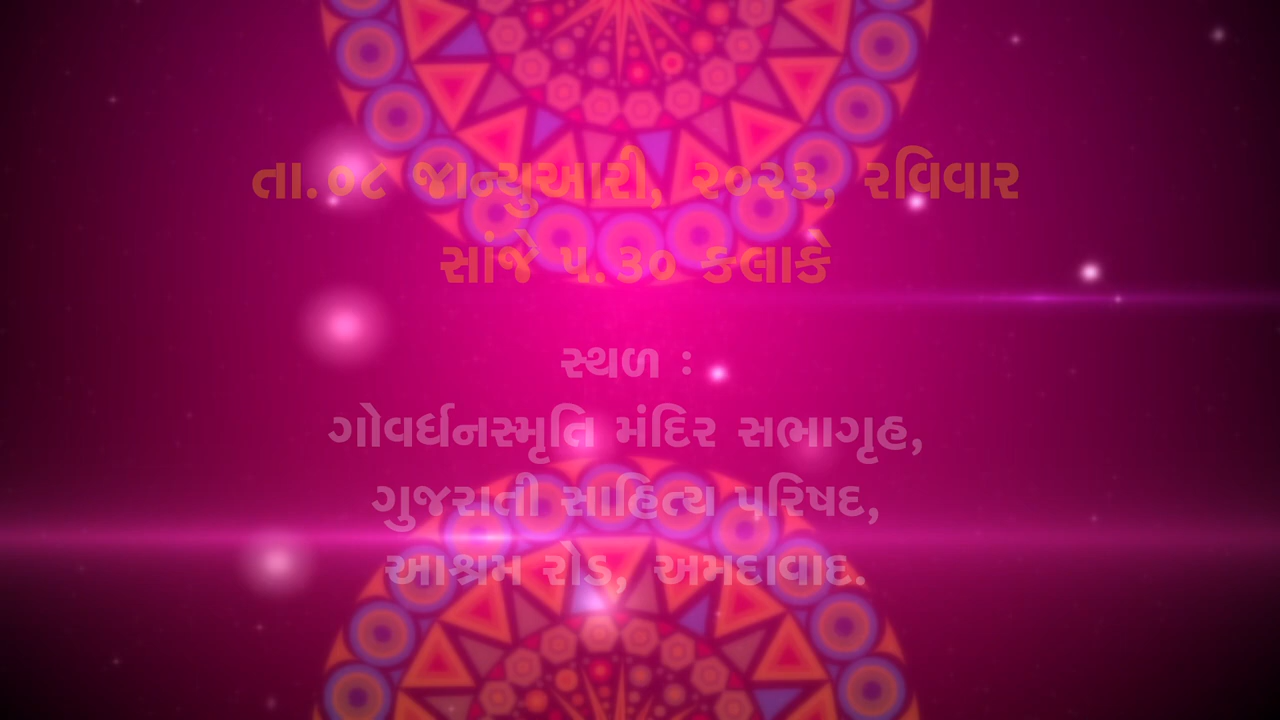 તા.૦૮ જાન્યુઆરી, ૨૦૨૩, રવિવાર
સાંજે ૫.૩૦ કલાકે
સ્થળ :
ગોવર્ધનસ્મૃતિ મંદિર સભાગૃહ,
ગુજરાતી સાહિત્ય પરિષદ,
આશ્રમ રોડ, અમદાવાદ.